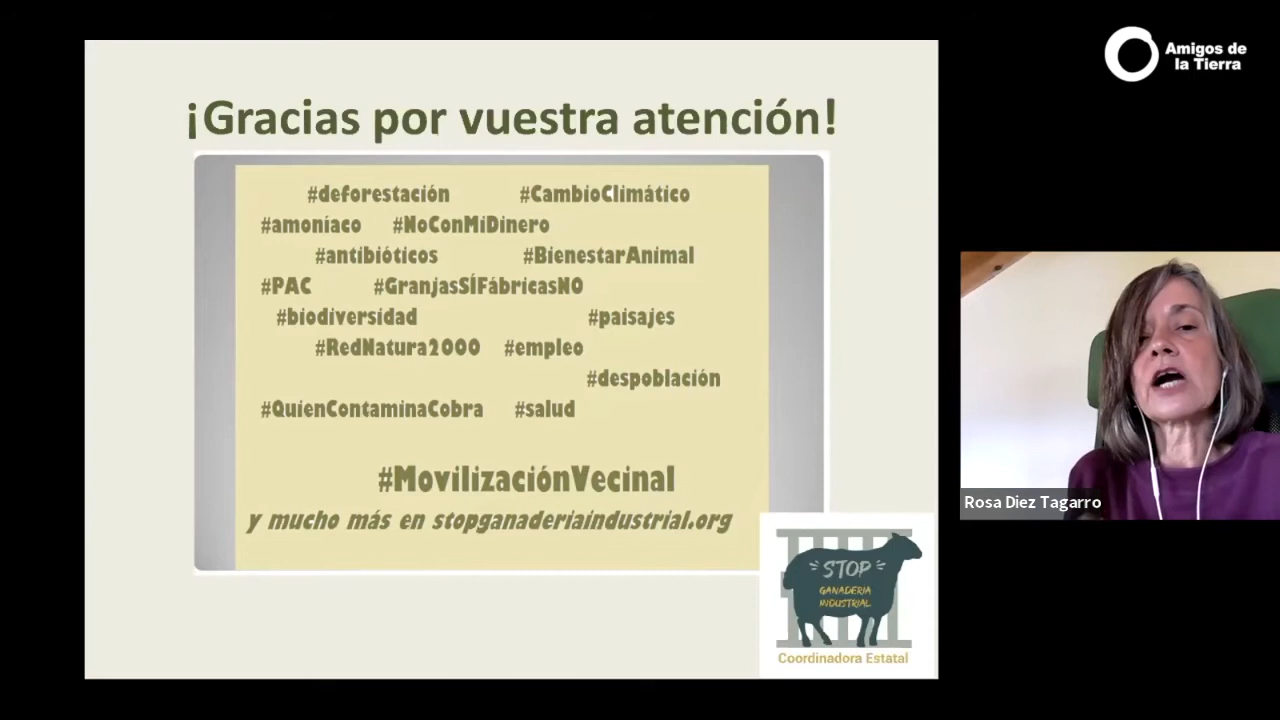 Amigos de
la Tierra
¡Gracias por vuestra atención!
#deforestación #CambioClimático
#amoníaco #NoConMiDinero
#antibióticos #BienestarAnimal
#PAC #GranjasSÍFábricasNO
#biodiversidad #paisajes
#RedNatura2000 #empleo
#despoblación
#QuienContaminaCobra #salud
#MovilizaciónVecinal
y mucho más en stopganaderiaindustrial.org
STOP
GANADERIA
INDUSTRIAL
Coordinadora Estatal
Rosa Diez Tagarro